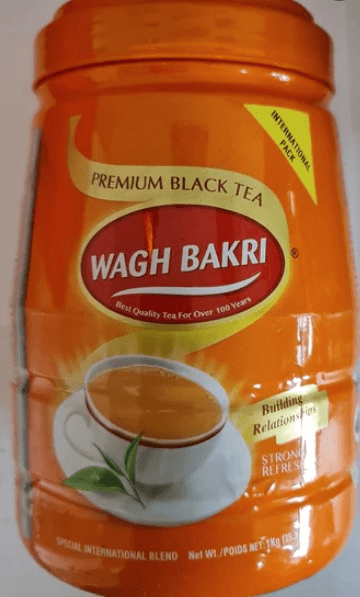 INTERNATIONAL
PACK
PREMIUM BLACK TEA
WAGH BAKRI
®
Best Quality Tea For Over 100 Years
Building
Relationships
STRONG
SPECIAL INTERNATIONAL BLEND Net Wt./POIDS NET: 1Kg